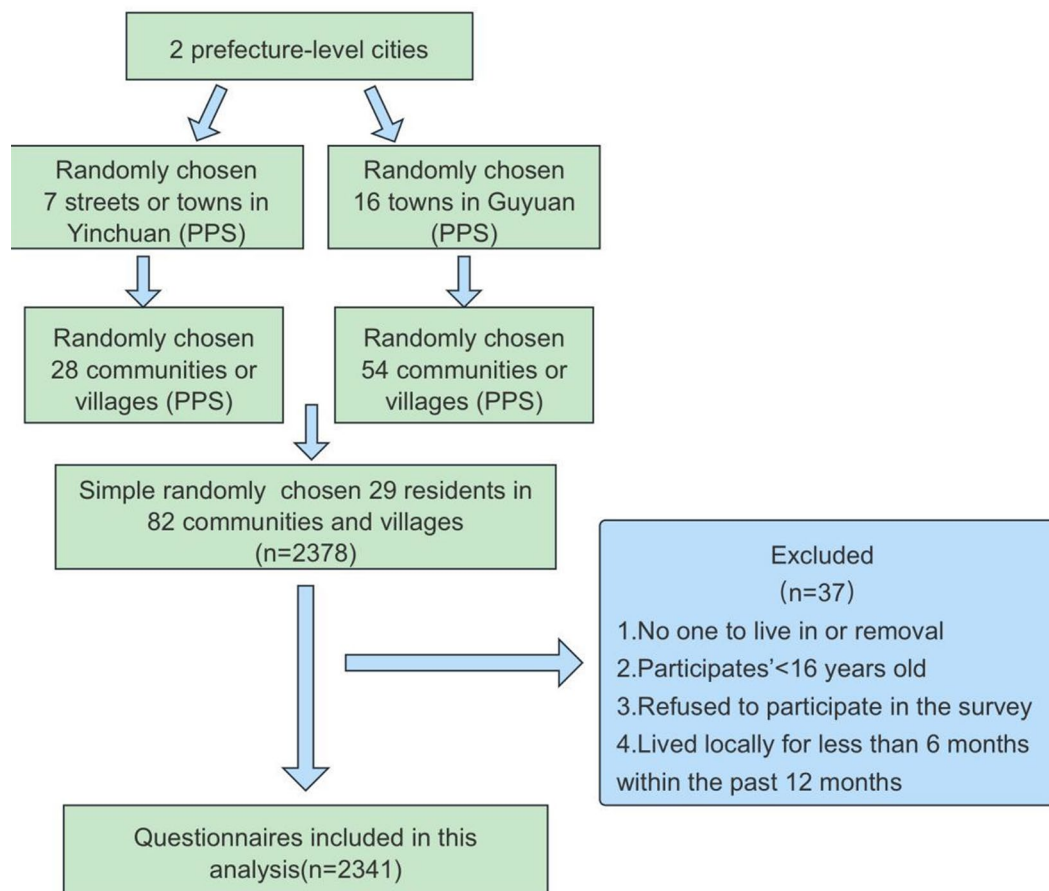 2 prefecture-level cities
Randomly chosen
7 streets or towns in
Yinchuan (PPS)
Randomly chosen
16 towns in Guyuan
(PPS)
Randomly chosen
28 communities or
villages (PPS)
Randomly chosen
54 communities or
villages (PPS)
Simple randomly  chosen 29 residents in
82 communities and villages
(n=2378)
Excluded
(n=37)
1.No one to live in or removal
2.Participates’<16 years old
3.Refused to participate in the survey
4.Lived locally for less than 6 months
within the past 12 months
Questionnaires included in this
analysis(n=2341)